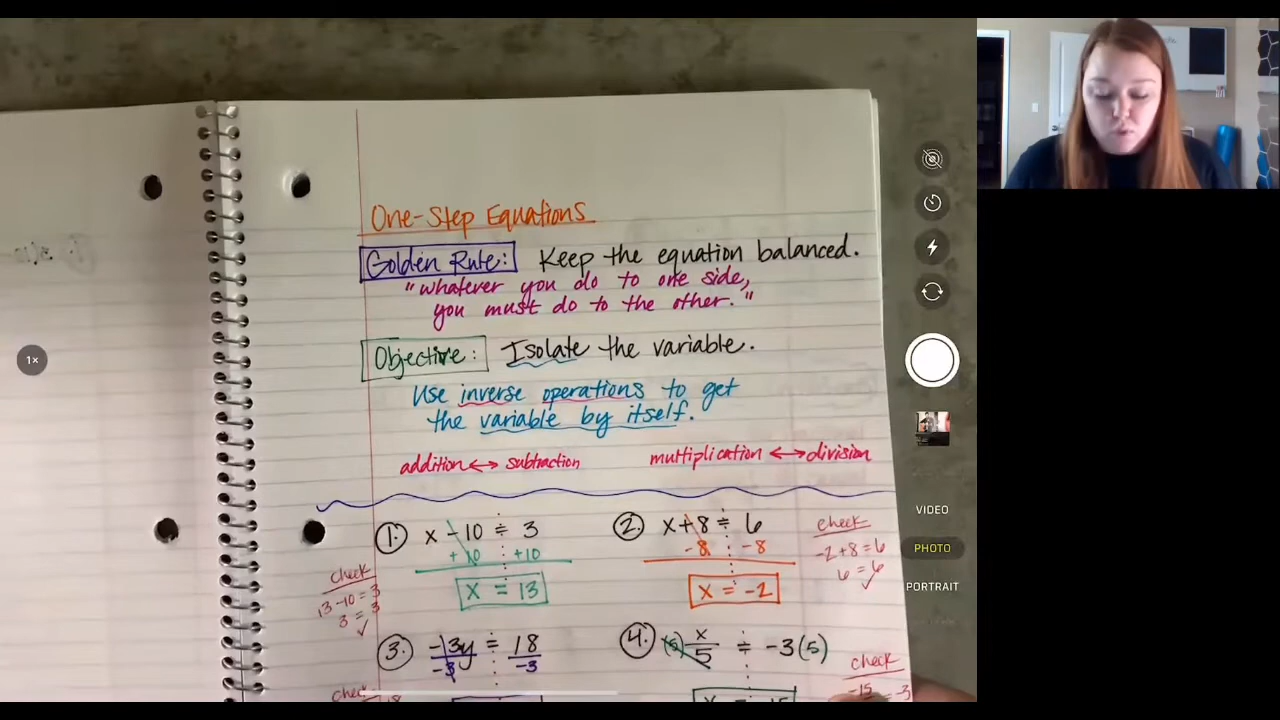 One-Step Equations
Golden Rule: Keep the equation balanced.
"whatever you do to one side,
you must do to the other."
Objective: Isolate the variable.
Use inverse operations to get
the variable by itself.
addition ↔ subtraction multiplication ↔ division
1. x - 10 = 3
+10 +10
x = 13
check
13 - 10 = 3
3 = 3
✓
2. x + 8 = 6
-8 -8
x = -2
check
-2 + 8 = 6
6 = 6
✓
3. -3y = 18
-3 -3
check
4. (5) x/5 = -3(5)
check
-15 = -3
1×
VIDEO
PHOTO
PORTRAIT